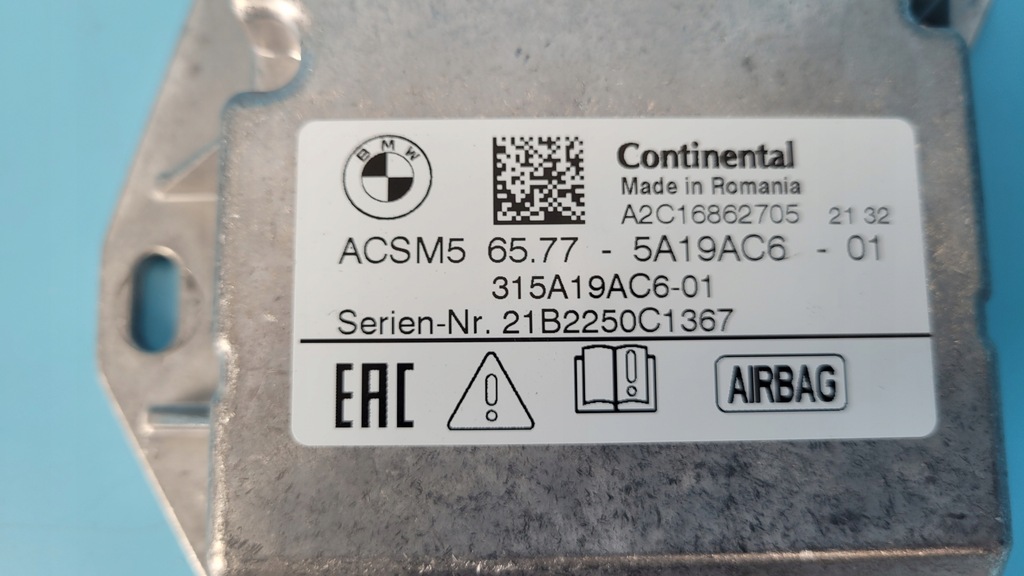 BMW
Continental
Made in Romania
A2C16862705 21 32
ACSM5 65.77 - 5A19AC6 - 01
315A19AC6-01
Serien-Nr. 21B2250C1367
EAC
AIRBAG